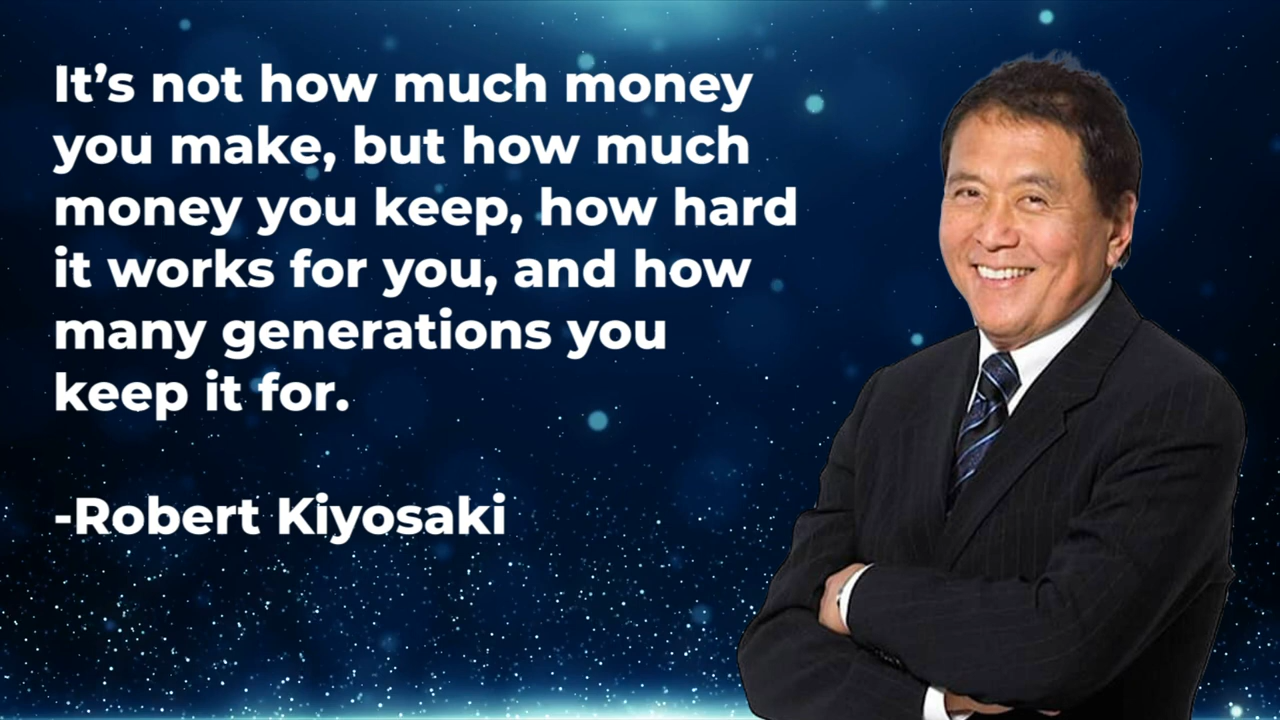 It’s not how much money
you make, but how much
money you keep, how hard
it works for you, and how
many generations you
keep it for.
-Robert Kiyosaki